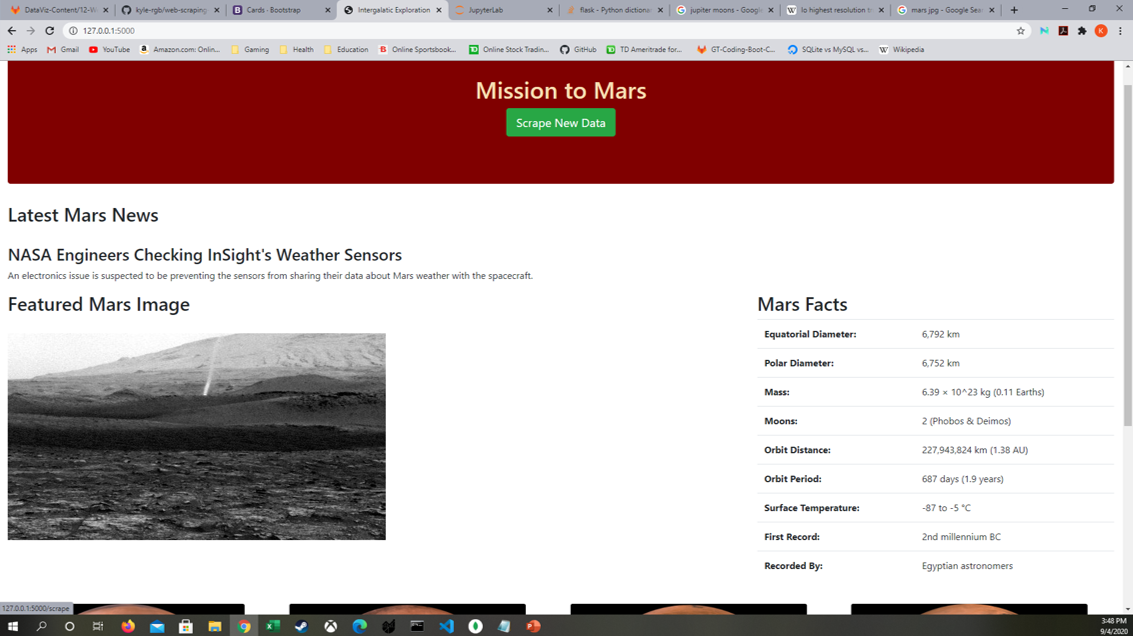 DataViz-Content/12-W
kyle-rgb/web-scraping-
Cards · Bootstrap
Intergalatic Exploration
JupyterLab
flask - Python dictiona
jupiter moons - Google
Io highest resolution tr
mars jpg - Google Sear
127.0.0.1:5000
K
Apps
Gmail
YouTube
Amazon.com: Onlin...
Gaming
Health
Education
Online Sportsbook...
Online Stock Tradin...
GitHub
TD Ameritrade for...
GT-Coding-Boot-C...
SQLite vs MySQL vs...
Wikipedia
Mission to Mars
Scrape New Data
Latest Mars News
NASA Engineers Checking InSight's Weather Sensors
An electronics issue is suspected to be preventing the sensors from sharing their data about Mars weather with the spacecraft.
Featured Mars Image
Mars Facts
Equatorial Diameter: 6,792 km
Polar Diameter: 6,752 km
Mass: 6.39 × 10^23 kg (0.11 Earths)
Moons: 2 (Phobos & Deimos)
Orbit Distance: 227,943,824 km (1.38 AU)
Orbit Period: 687 days (1.9 years)
Surface Temperature: -87 to -5 °C
First Record: 2nd millennium BC
Recorded By: Egyptian astronomers
127.0.0.1:5000/scrape
3:48 PM
9/4/2020